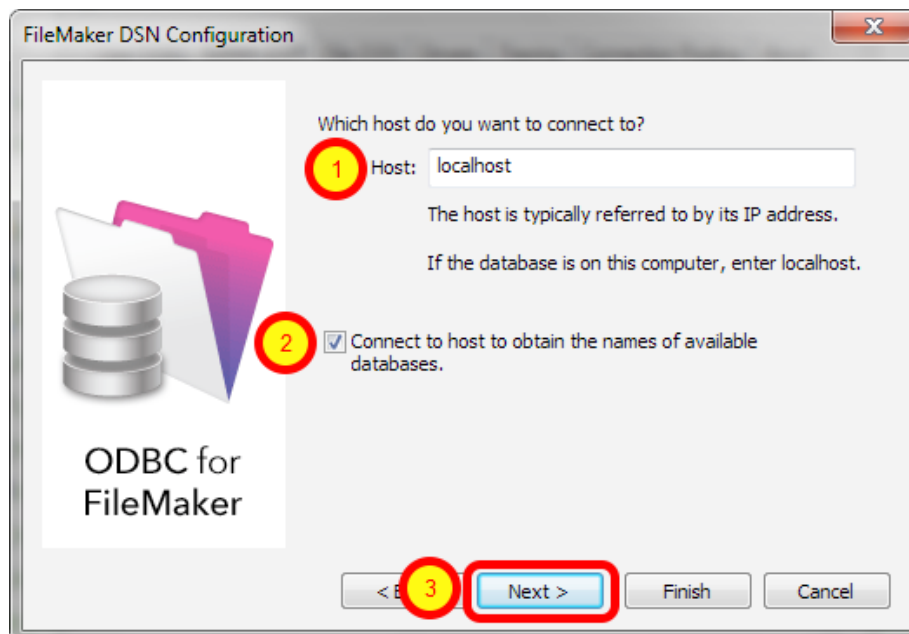 FileMaker DSN Configuration
Which host do you want to connect to?
1
Host:
localhost
The host is typically referred to by its IP address.
If the database is on this computer, enter localhost.
2
Connect to host to obtain the names of available
databases.
ODBC for
FileMaker
<
3
Next >
Finish
Cancel